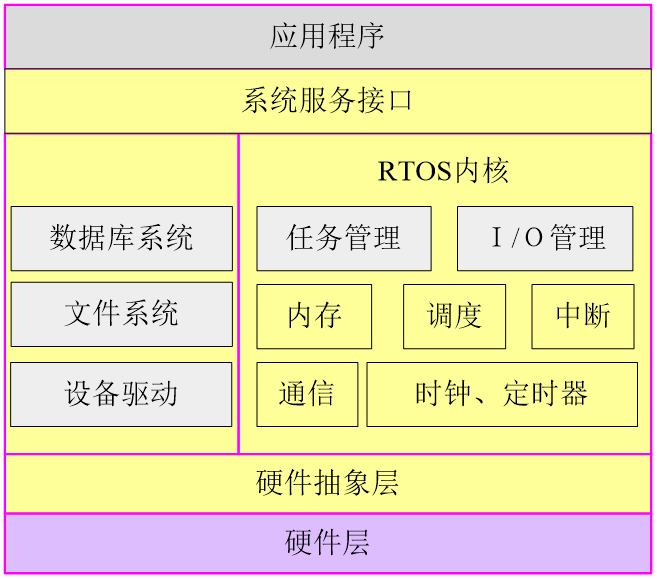 应用程序
系统服务接口
RTOS内核
数据库系统
任务管理
Ｉ/Ｏ管理
文件系统
内存
调度
中断
设备驱动
通信
时钟、定时器
硬件抽象层
硬件层